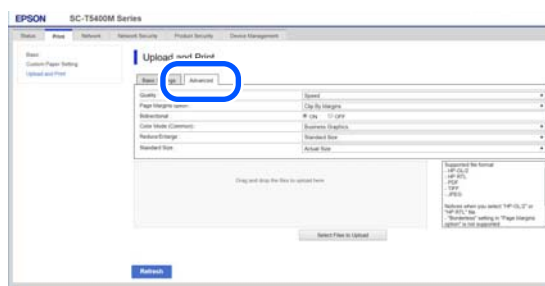 EPSON SC-T5400M Series
Status Print Network Network Security Product Security Device Management
Basic
Custom Paper Setting
Upload and Print
Upload and Print
Basic Advanced
Quality : Speed
Page Margins option : Clip By Margins
Bidirectional : ON OFF
Color Mode (Common) : Business Graphics
Reduce/Enlarge : Standard Size
Standard Size : Actual Size
Drag and drop the files to upload here.
Supported file format
- HP-GL/2
- HP-RTL
- PDF
- TIFF
- JPEG
Notices when you select "HP-GL/2" or
"HP-RTL" file.
- "Borderless" setting in "Page Margins
option" is not supported.
Select Files to Upload
Refresh